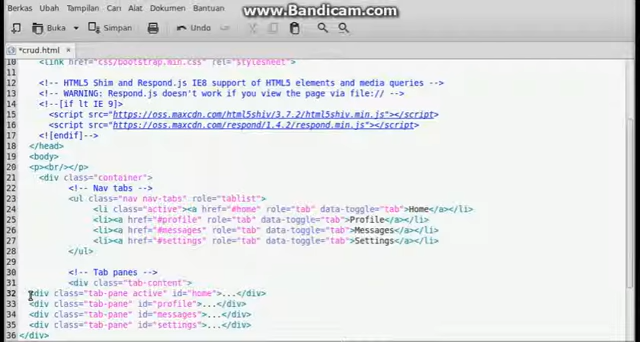 www.Bandicam.com
Berkas Ubah Cari Alat Dokumen Bantuan
Buka Simpan Undo
*crud.html ×
10 <link href="css/bootstrap.min.css" rel="stylesheet">
11
12 <!-- HTML5 Shim and Respond.js IE8 support of HTML5 elements and media queries -->
13 <!-- WARNING: Respond.js doesn't work if you view the page via file:// -->
14 <!--[if lt IE 9]>
15 <script src="https://oss.maxcdn.com/html5shiv/3.7.2/html5shiv.min.js"></script>
16 <script src="https://oss.maxcdn.com/respond/1.4.2/respond.min.js"></script>
17 <![endif]-->
18 </head>
19 <body>
20 <p><br/></p>
21 <div class="container">
22 <!-- Nav tabs -->
23 <ul class="nav nav-tabs" role="tablist">
24 <li class="active"><a href="#home" role="tab" data-toggle="tab">Home</a></li>
25 <li><a href="#profile" role="tab" data-toggle="tab">Profile</a></li>
26 <li><a href="#messages" role="tab" data-toggle="tab">Messages</a></li>
27 <li><a href="#settings" role="tab" data-toggle="tab">Settings</a></li>
28 </ul>
29
30 <!-- Tab panes -->
31 <div class="tab-content">
32 <div class="tab-pane active" id="home">...</div>
33 <div class="tab-pane" id="profile">...</div>
34 <div class="tab-pane" id="messages">...</div>
35 <div class="tab-pane" id="settings">...</div>
36 </div>